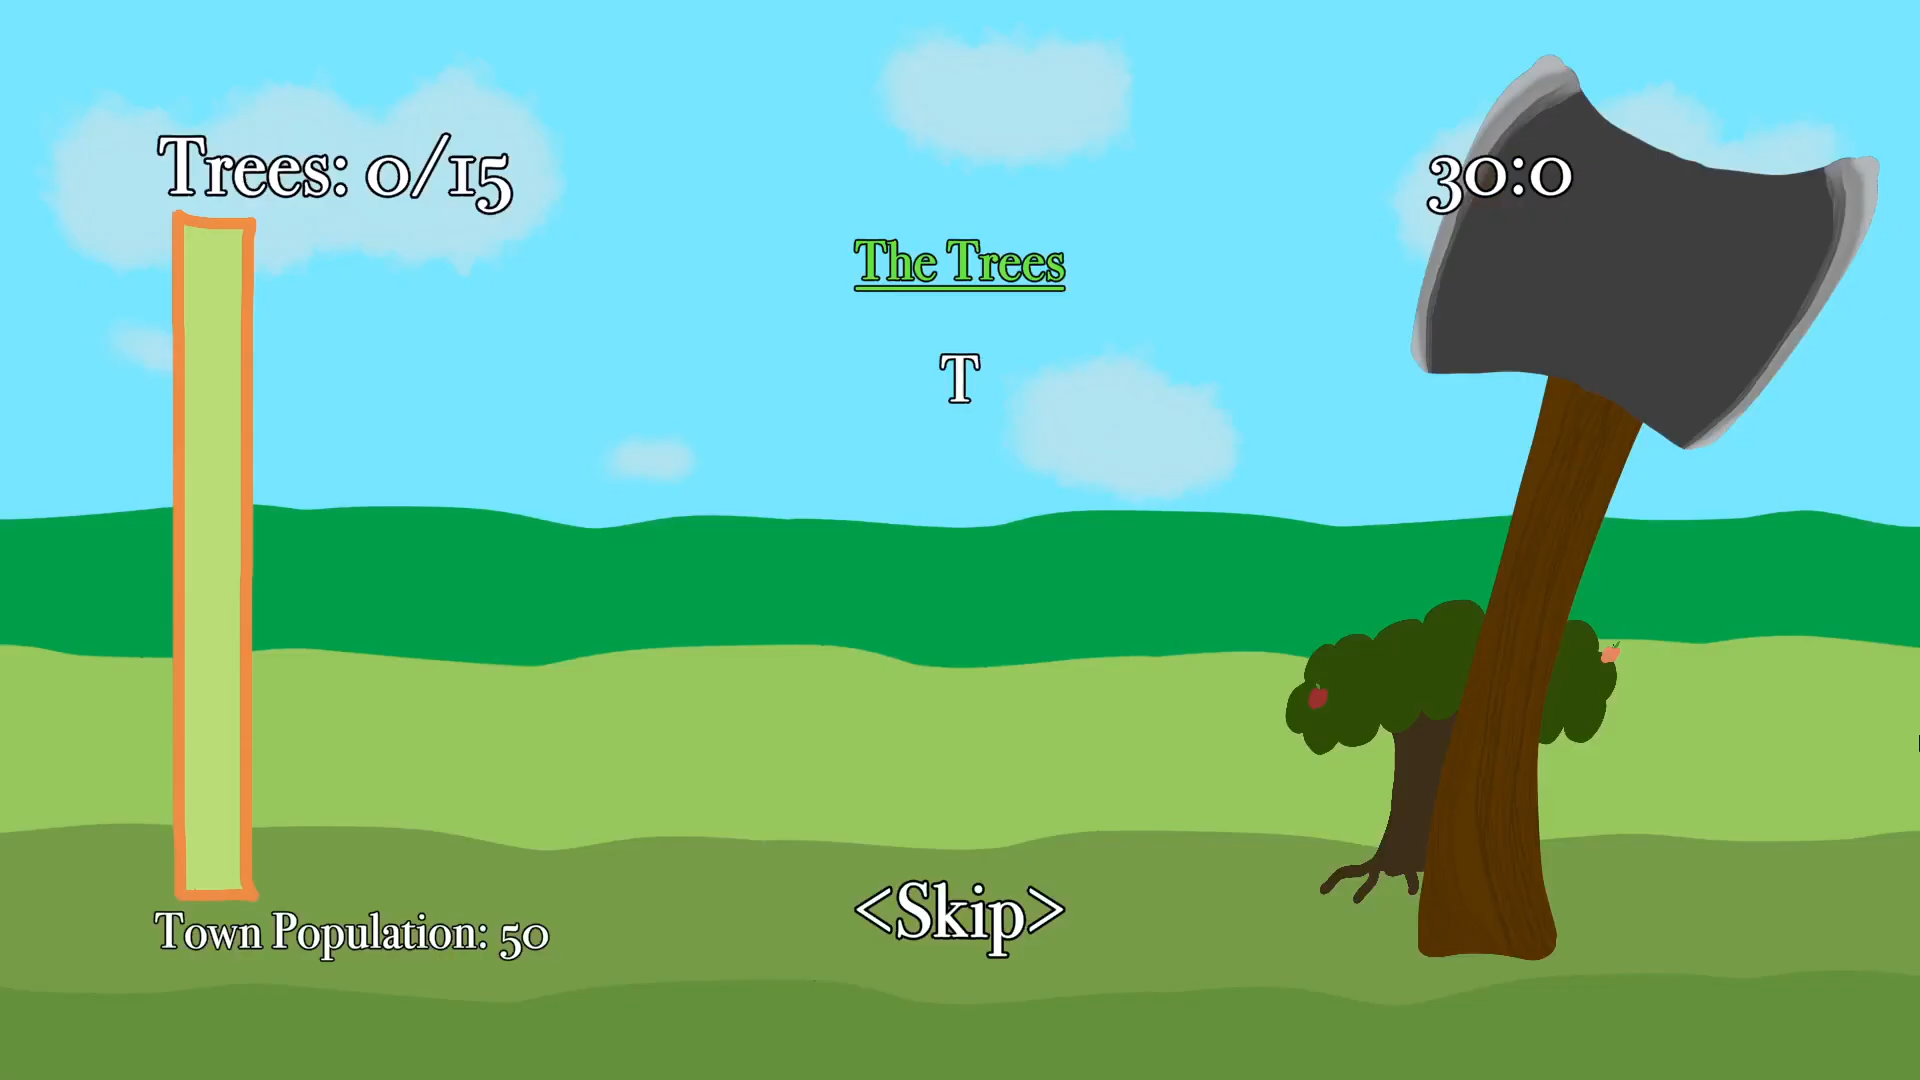 Trees: 0/15
30:0
The Trees
T
<Skip>
Town Population: 50